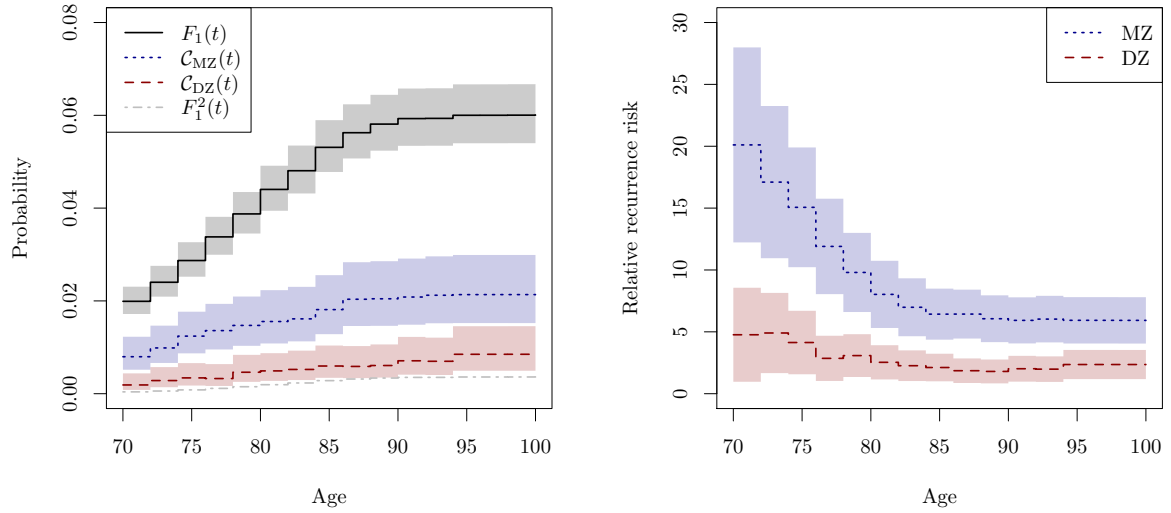 F₁(t)
𝒞MZ(t)
𝒞DZ(t)
F₁²(t)
Probability
0.00
0.02
0.04
0.06
0.08
70 75 80 85 90 95 100
Age
MZ
DZ
Relative recurrence risk
0
5
10
15
20
25
30
70 75 80 85 90 95 100
Age